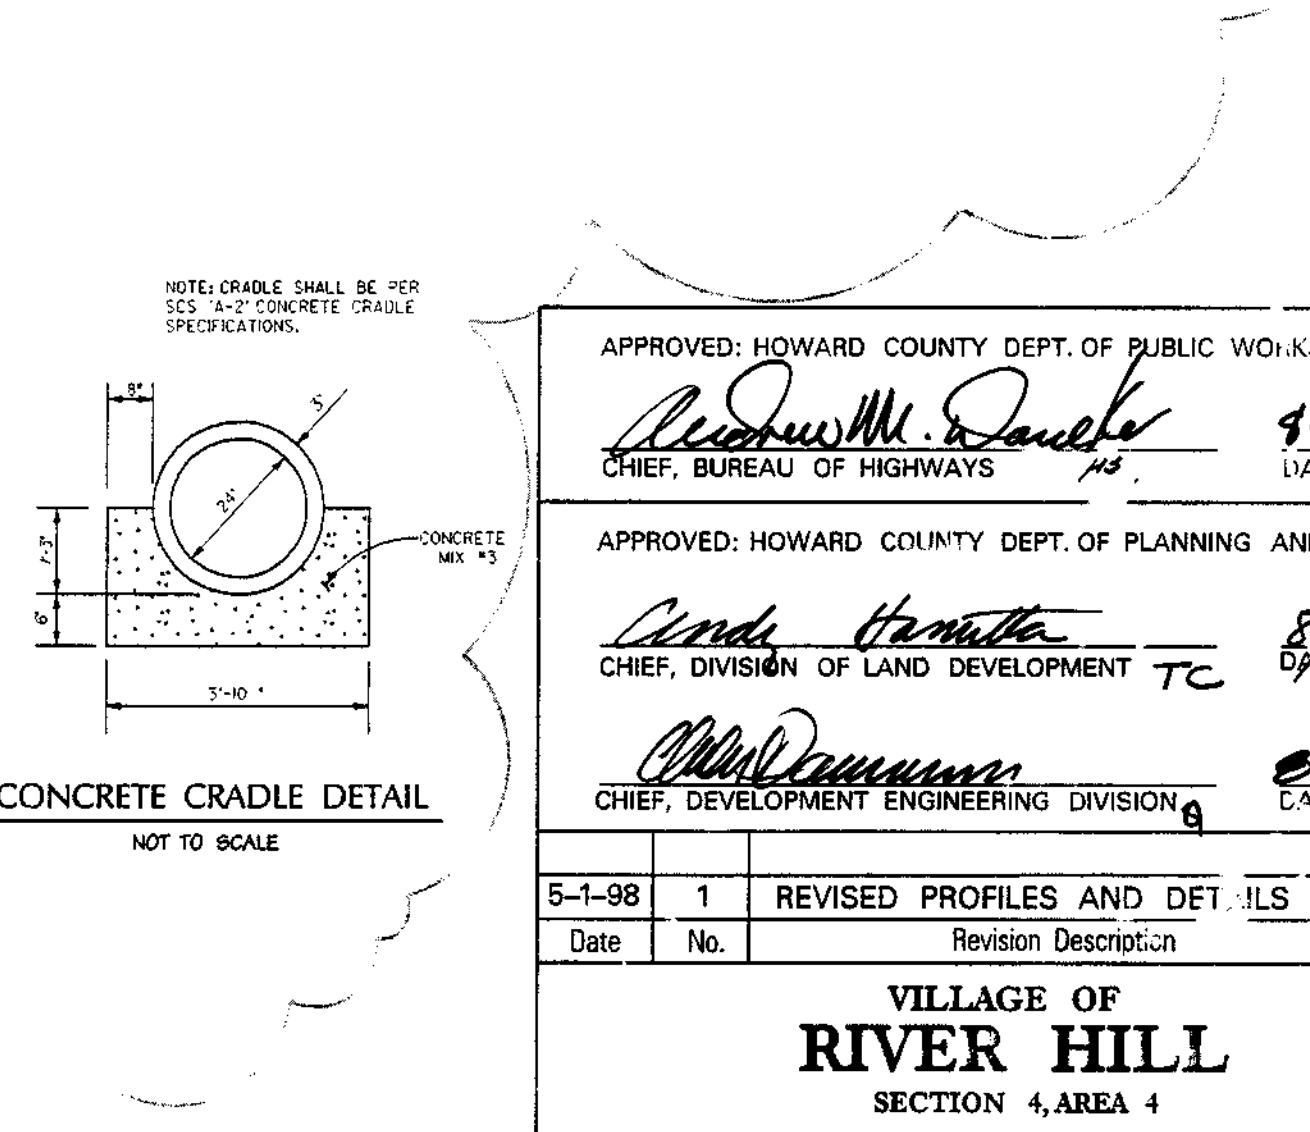 NOTE: CRADLE SHALL BE PER
SCS 'A-2' CONCRETE CRADLE
SPECIFICATIONS.
8"
3"
24"
1'-3"
6"
CONCRETE
MIX #3
3'-10"
CONCRETE CRADLE DETAIL
NOT TO SCALE
APPROVED: HOWARD COUNTY DEPT. OF PUBLIC WORKS
CHIEF, BUREAU OF HIGHWAYS
APPROVED: HOWARD COUNTY DEPT. OF PLANNING AN
CHIEF, DIVISION OF LAND DEVELOPMENT TC
CHIEF, DEVELOPMENT ENGINEERING DIVISION
5-1-98 1 REVISED PROFILES AND DETAILS
Date No. Revision Description
VILLAGE OF
RIVER HILL
SECTION 4, AREA 4